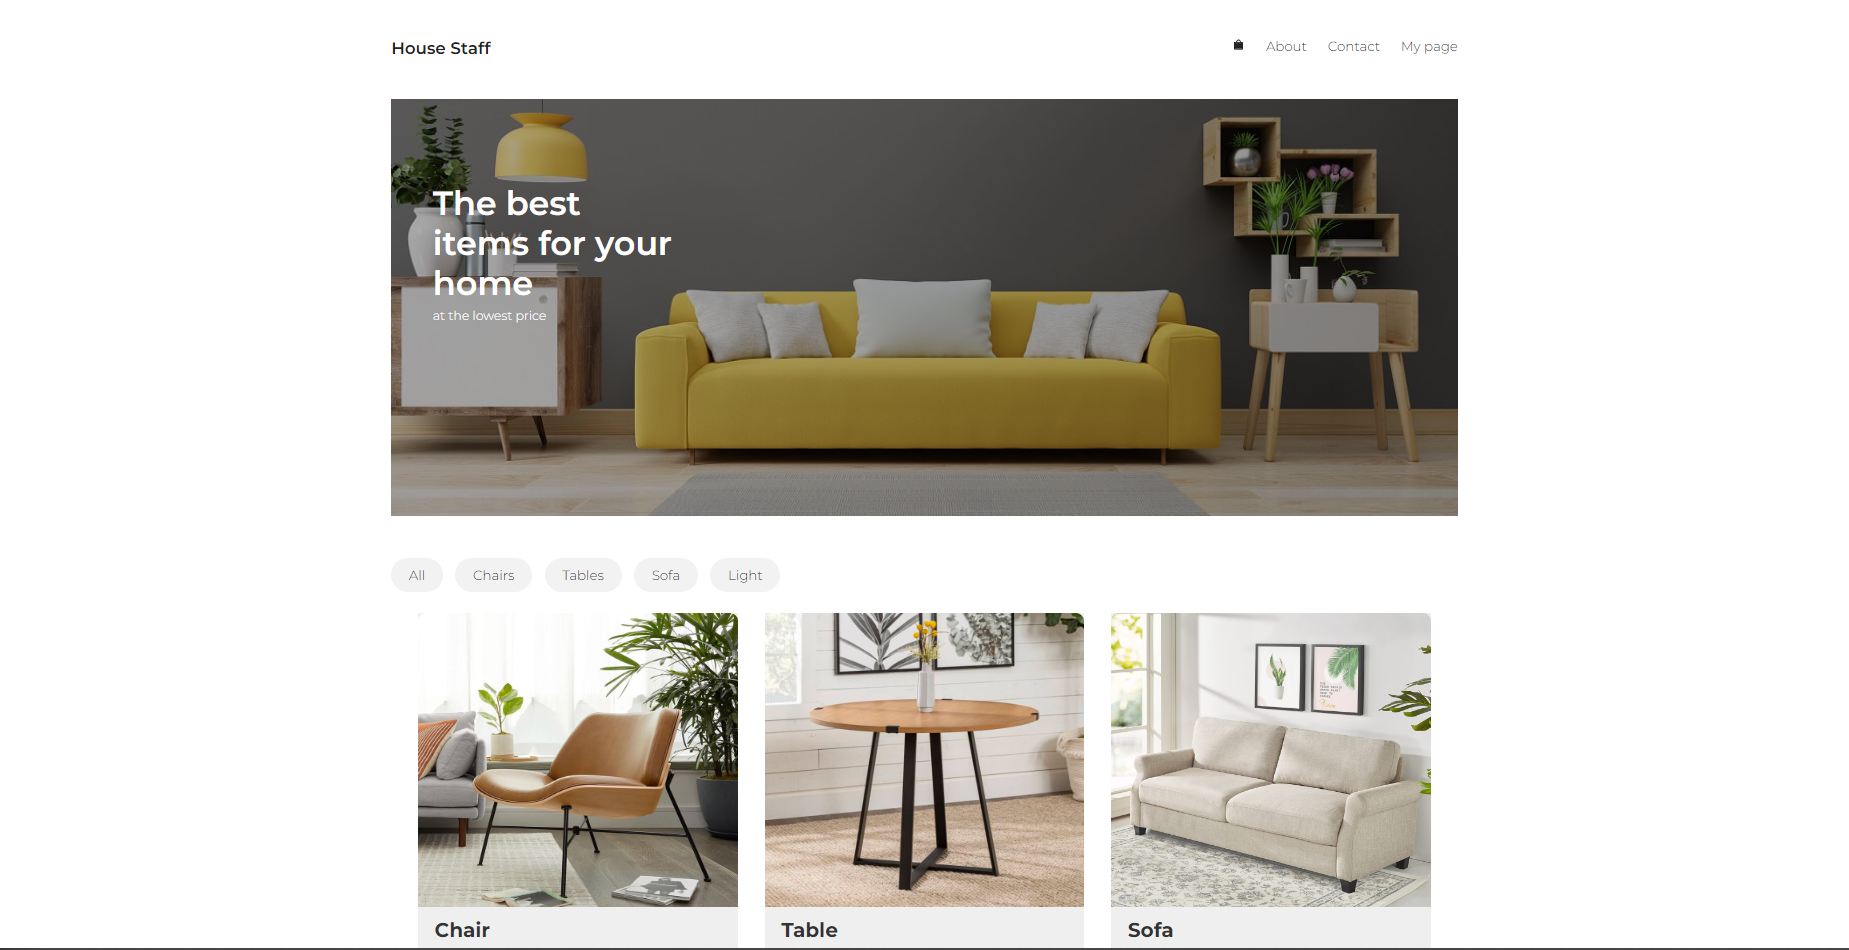 House Staff
About Contact My page
The best
items for your
home
at the lowest price
All Chairs Tables Sofa Light
Chair
Table
Sofa